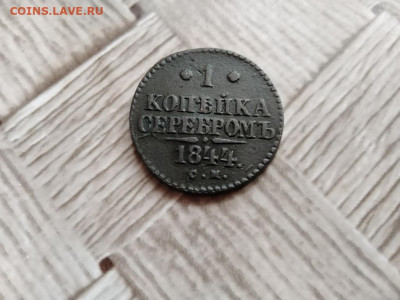 COINS.LAVE.RU
1
КОПѢЙКА
СЕРЕБРОМЪ
1844.
С.М.